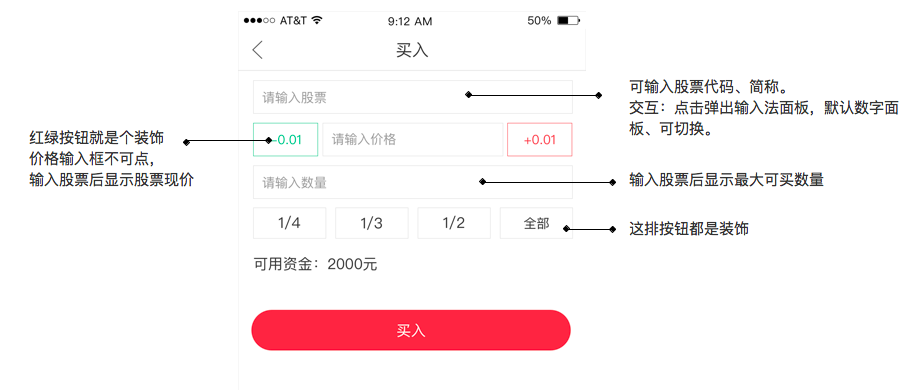 AT&T 9:12 AM 50%
买入
请输入股票
可输入股票代码、简称。
交互：点击弹出输入法面板，默认数字面
板、可切换。
红绿按钮就是个装饰
价格输入框不可点，
输入股票后显示股票现价
-0.01 请输入价格 +0.01
请输入数量
输入股票后显示最大可买数量
1/4 1/3 1/2 全部
这排按钮都是装饰
可用资金：2000元
买入